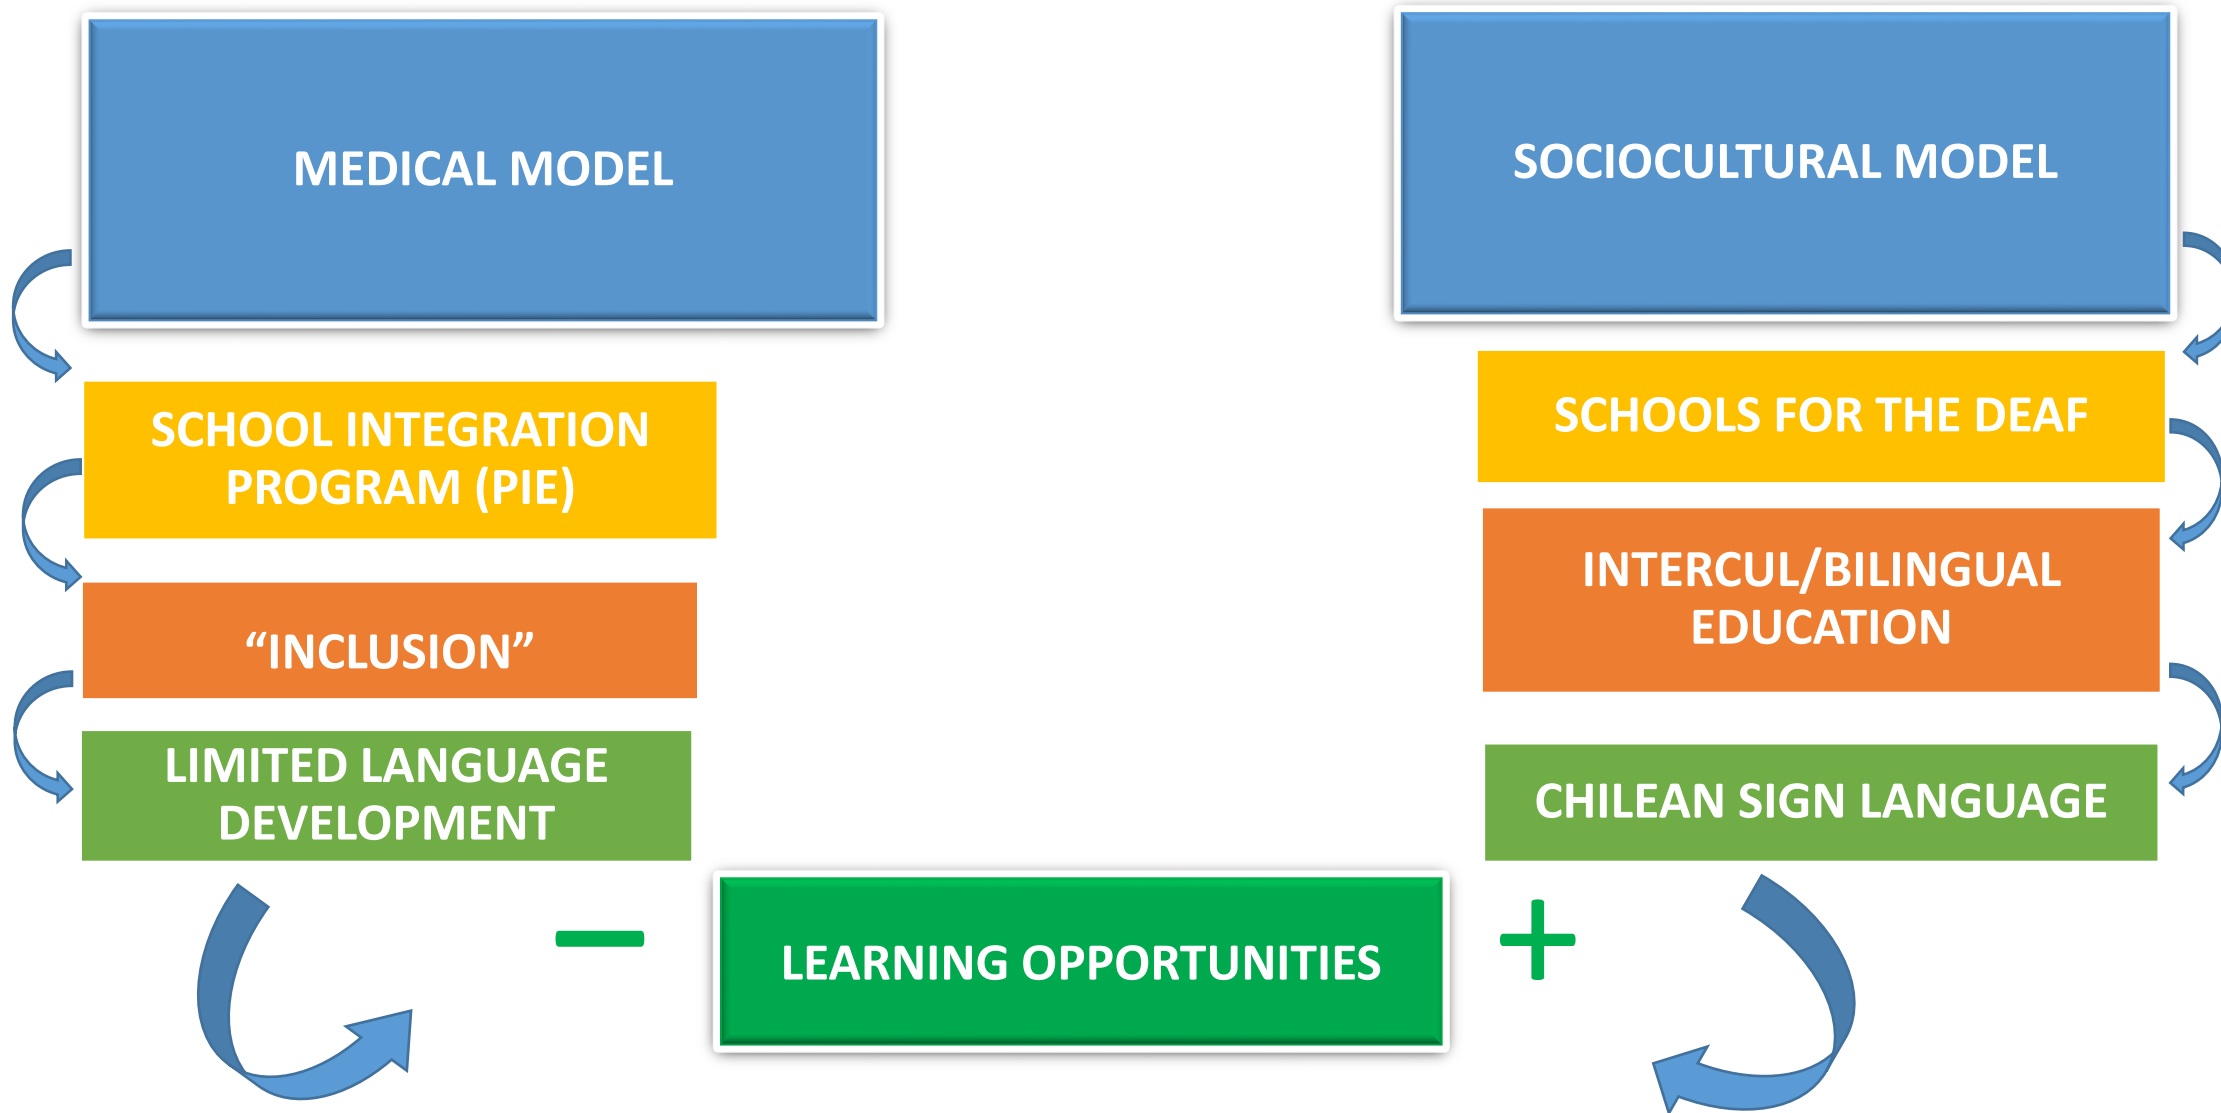 MEDICAL MODEL
SCHOOL INTEGRATION
PROGRAM (PIE)
“INCLUSION”
LIMITED LANGUAGE
DEVELOPMENT
SOCIOCULTURAL MODEL
SCHOOLS FOR THE DEAF
INTERCUL/BILINGUAL
EDUCATION
CHILEAN SIGN LANGUAGE
–
LEARNING OPPORTUNITIES
+